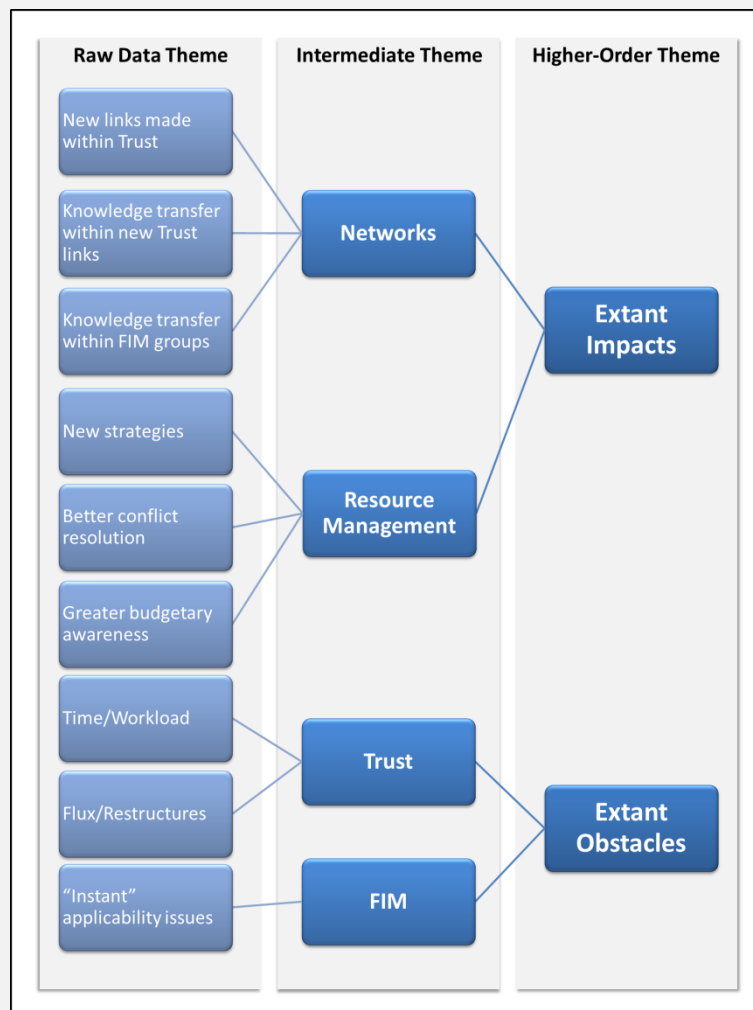 Raw Data Theme
Intermediate Theme
Higher-Order Theme
New links made
within Trust
Knowledge transfer
within new Trust
links
Knowledge transfer
within FIM groups
New strategies
Better conflict
resolution
Greater budgetary
awareness
Time/Workload
Flux/Restructures
“Instant”
applicability issues
Networks
Resource
Management
Trust
FIM
Extant
Impacts
Extant
Obstacles